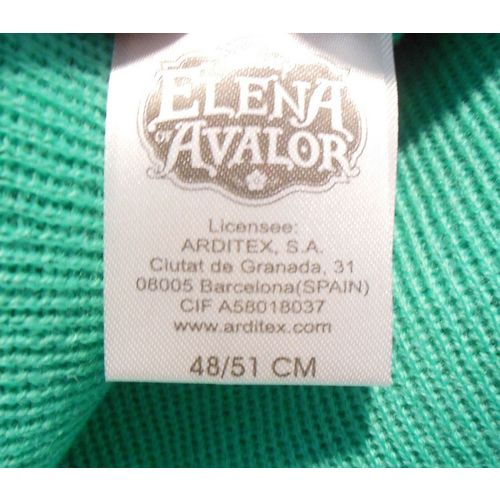 ELENA
OF AVALOR
Licensee:
ARDITEX, S.A.
Ciutat de Granada, 31
08005 Barcelona(SPAIN)
CIF A58018037
www.arditex.com
48/51 CM